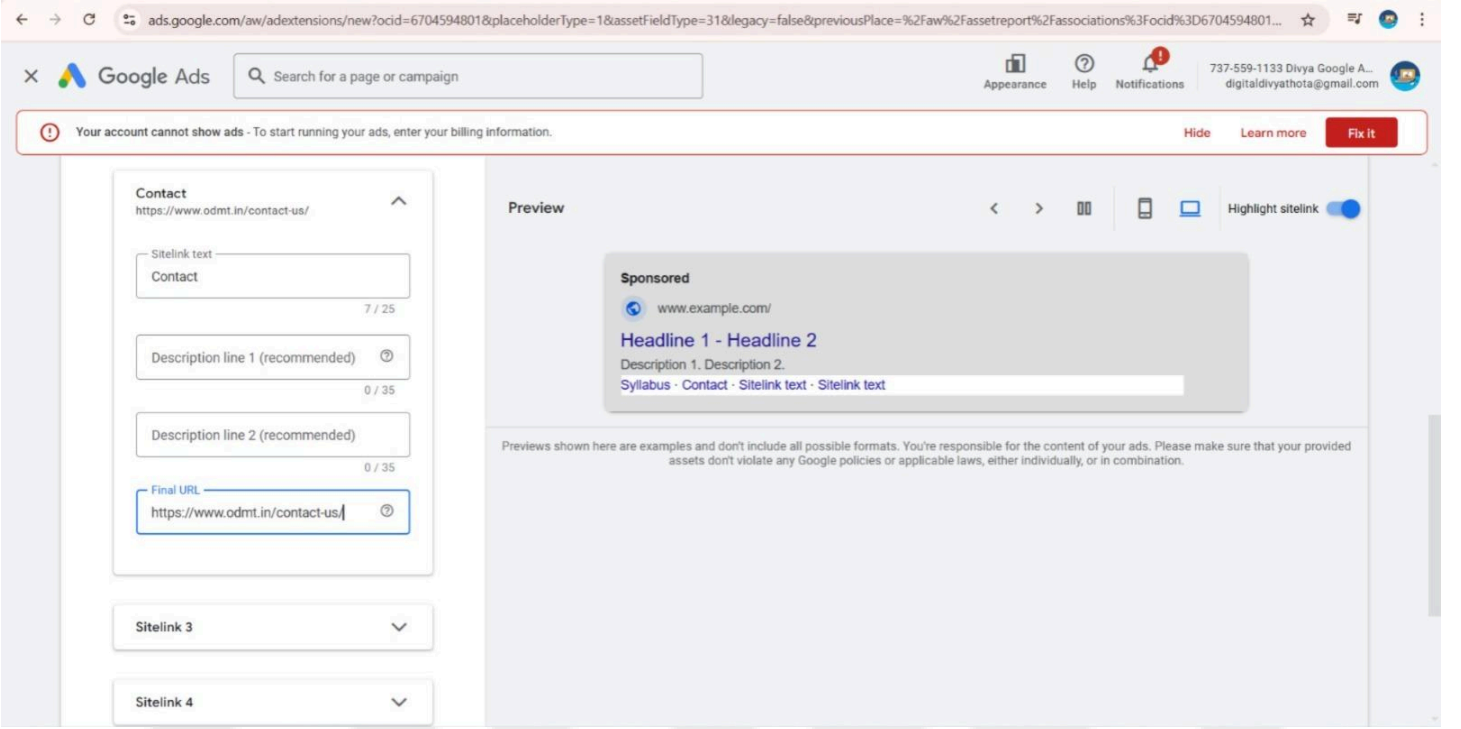 ads.google.com/aw/adextensions/new?ocid=6704594801&placeholderType=1&assetFieldType=31&legacy=false&previousPlace=%2Faw%2Fassetreport%2Fassociations%3Focid%3D6704594801...
Google Ads
Search for a page or campaign
Appearance
Help
Notifications
737-559-1133 Divya Google A...
digitaldivyathota@gmail.com
Your account cannot show ads - To start running your ads, enter your billing information.
Hide
Learn more
Fix it
Contact
https://www.odmt.in/contact-us/
Sitelink text
Contact
7 / 25
Description line 1 (recommended)
0 / 35
Description line 2 (recommended)
0 / 35
Final URL
https://www.odmt.in/contact-us/
Sitelink 3
Sitelink 4
Preview
Highlight sitelink
Sponsored
www.example.com/
Headline 1 - Headline 2
Description 1. Description 2.
Syllabus · Contact · Sitelink text · Sitelink text
Previews shown here are examples and don't include all possible formats. You're responsible for the content of your ads. Please make sure that your provided
assets don't violate any Google policies or applicable laws, either individually, or in combination.